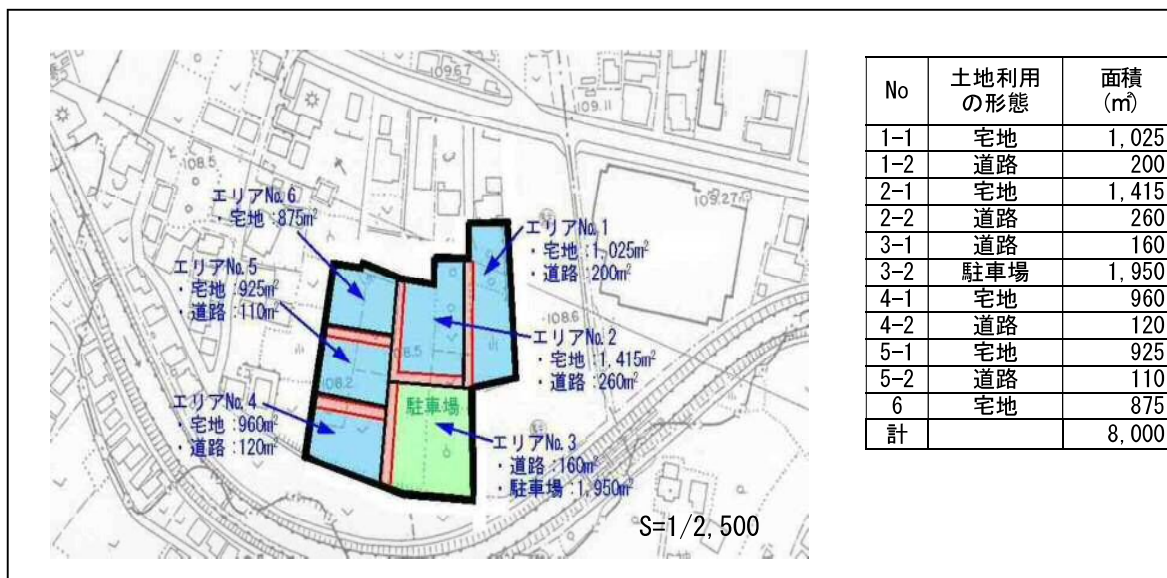 109.67
109.11
108.5
109.27
エリアNo.6
・宅地:875m²
エリアNo.1
・宅地:1,025m²
・道路:200m²
エリアNo.5
・宅地:925m²
・道路:110m²
108.6
エリアNo.2
・宅地:1,415m²
・道路:260m²
108.5
108.2
エリアNo.4
・宅地:960m²
・道路:120m²
駐車場
エリアNo.3
・道路:160m²
・駐車場:1,950m²
S=1/2,500
No 土地利用の形態 面積(㎡)
1-1 宅地 1,025
1-2 道路 200
2-1 宅地 1,415
2-2 道路 260
3-1 道路 160
3-2 駐車場 1,950
4-1 宅地 960
4-2 道路 120
5-1 宅地 925
5-2 道路 110
6 宅地 875
計 8,000